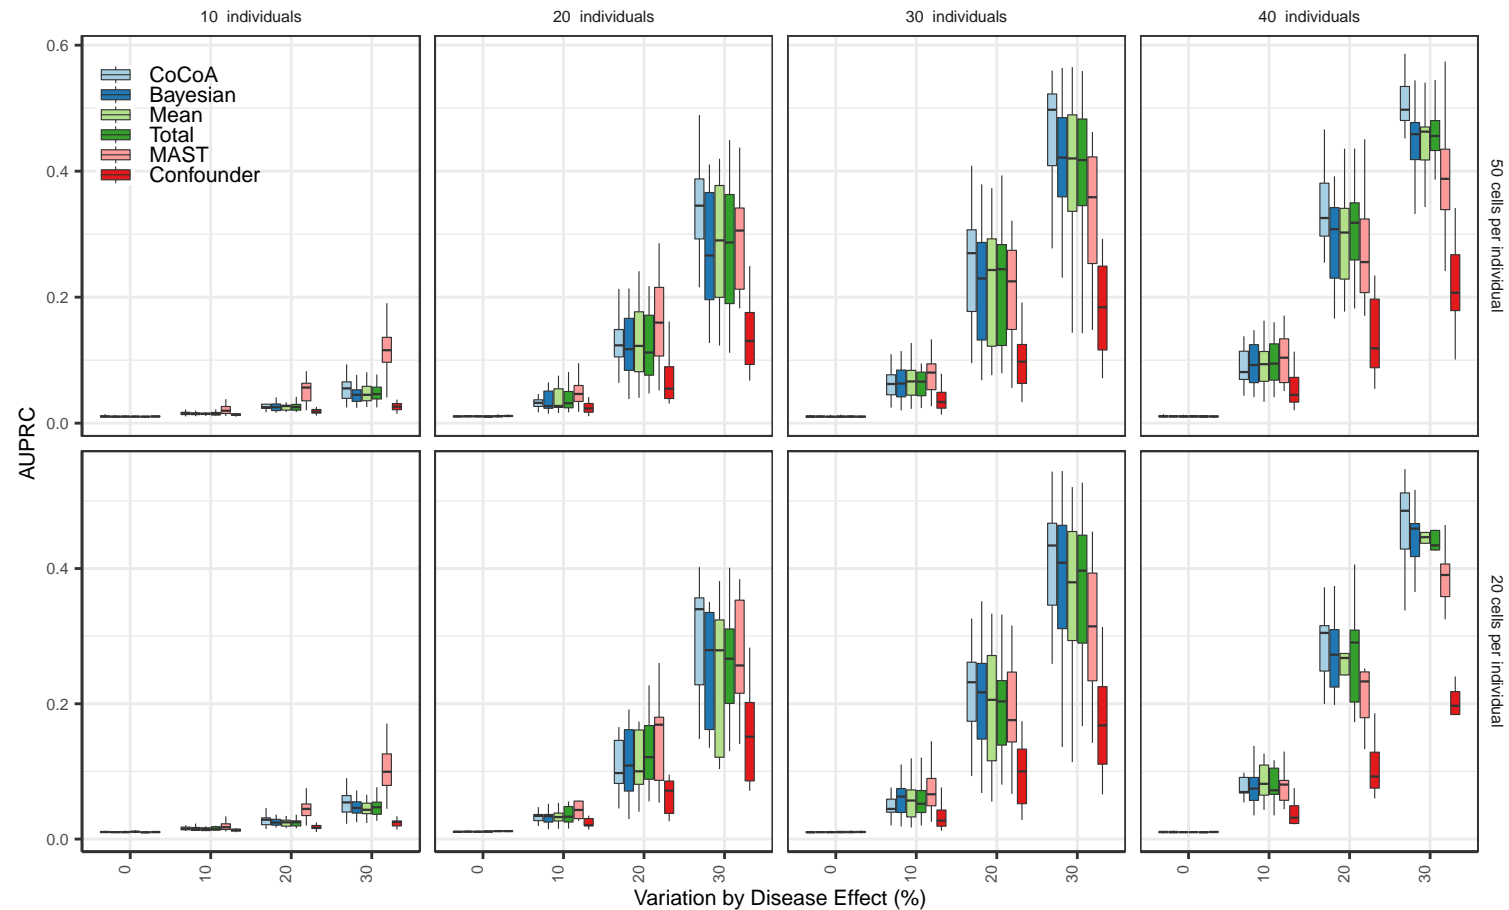 10 individuals
20 individuals
30 individuals
40 individuals
0.6
0.4
0.2
0.0
CoCoA
Bayesian
Mean
Total
MAST
Confounder
50 cells per individual
AUPRC
0.4
0.2
0.0
20 cells per individual
0 10 20 30
0 10 20 30
0 10 20 30
0 10 20 30
Variation by Disease Effect (%)